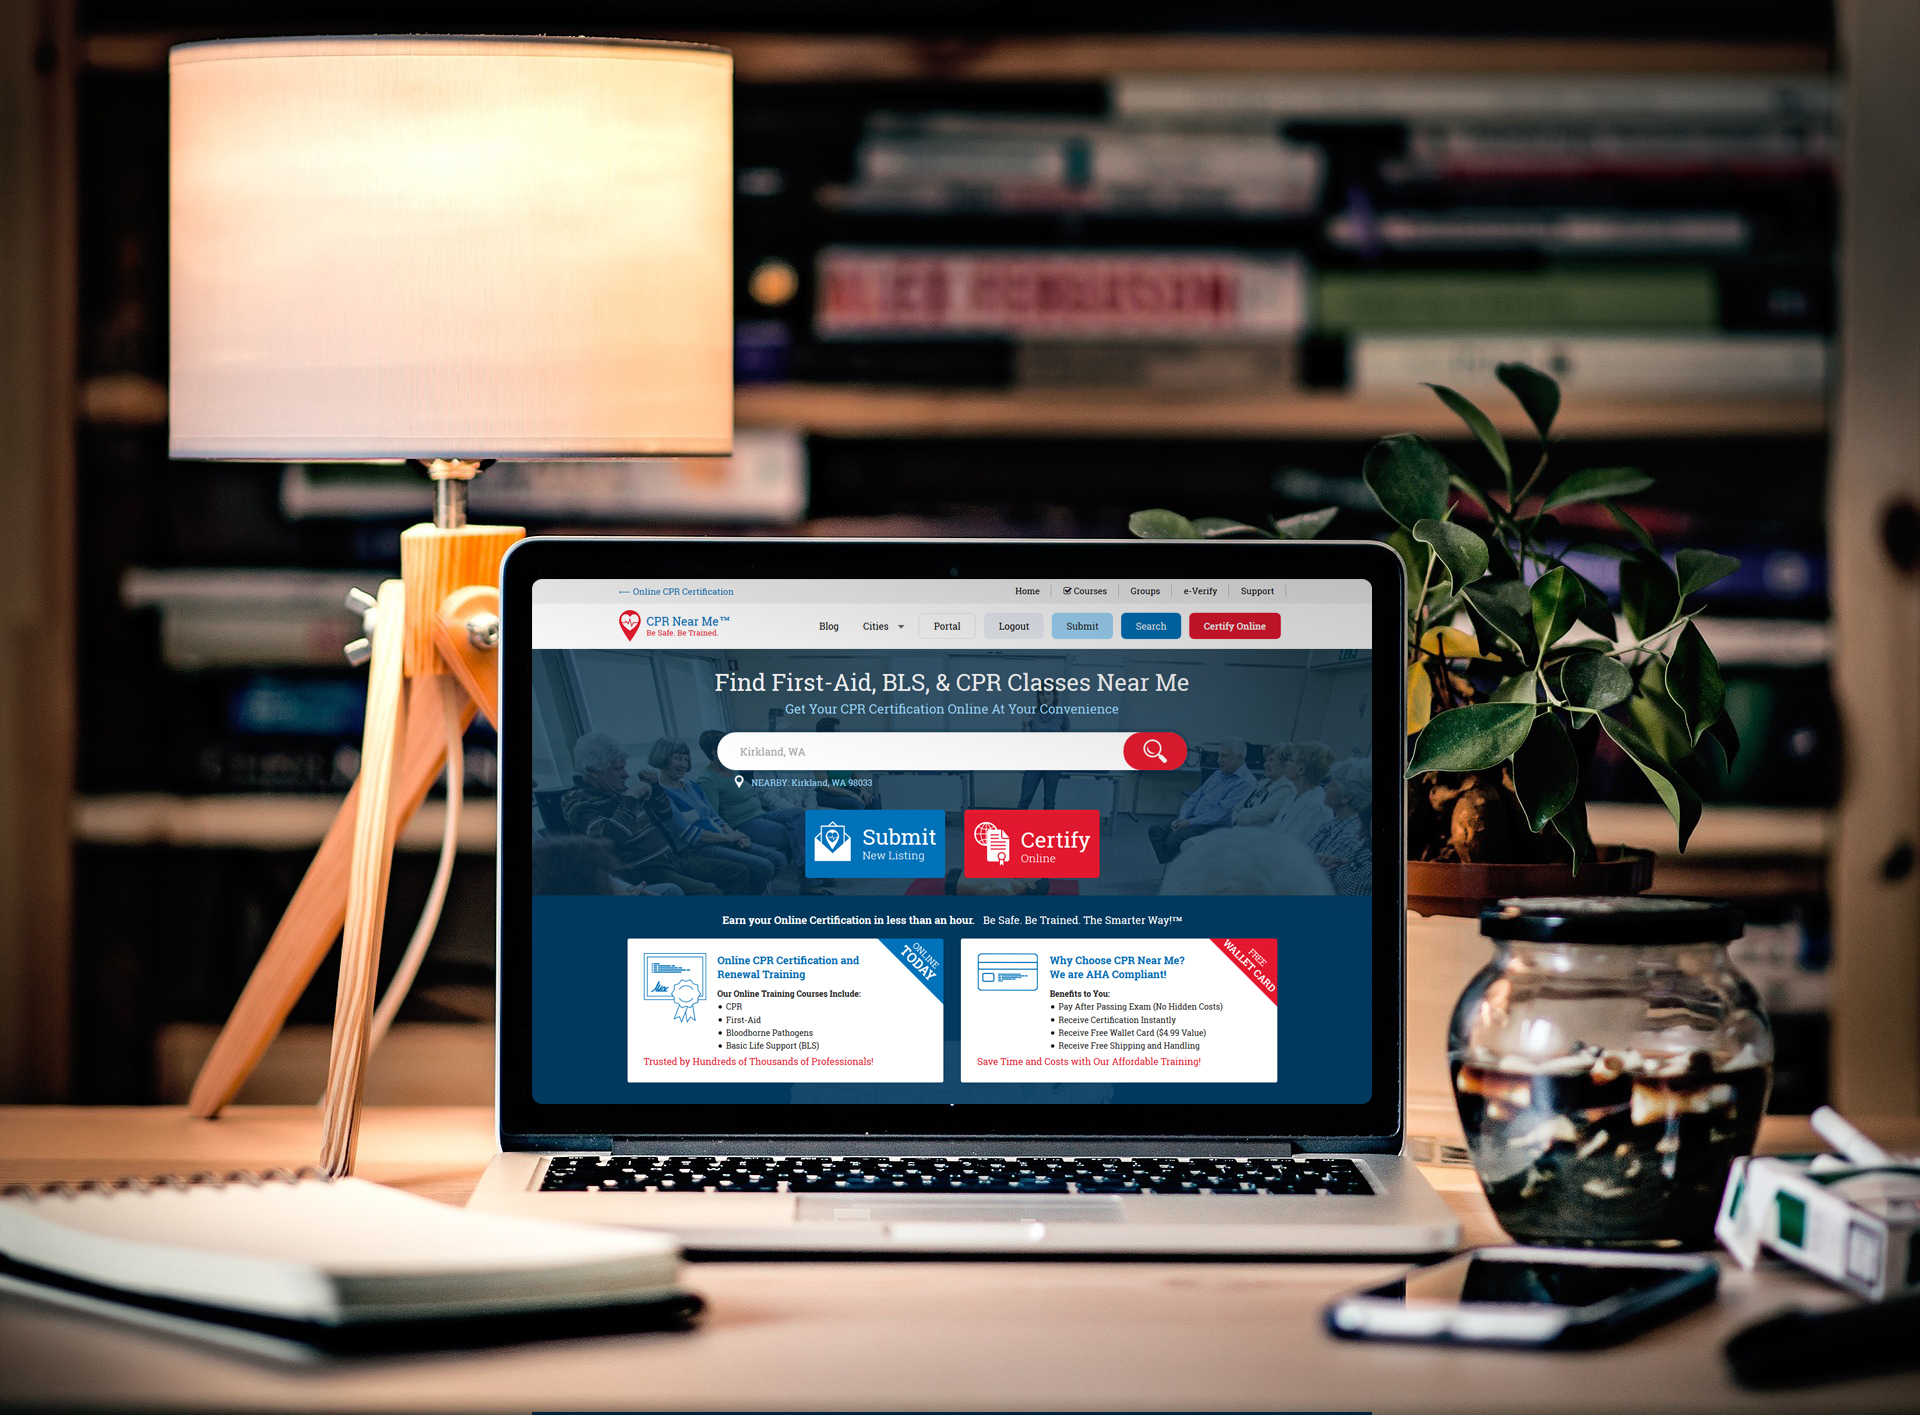 ⟵ Online CPR Certification
Home
Courses
Groups
e-Verify
Support
CPR Near Me™
Be Safe. Be Trained.
Blog
Cities
Portal
Logout
Submit
Search
Certify Online
Find First-Aid, BLS, & CPR Classes Near Me
Get Your CPR Certification Online At Your Convenience
Kirkland, WA
NEARBY: Kirkland, WA 98033
Submit
New Listing
Certify
Online
Earn your Online Certification in less than an hour. Be Safe. Be Trained. The Smarter Way!™
ONLINE
TODAY
Online CPR Certification and
Renewal Training
Our Online Training Courses Include:
• CPR
• First-Aid
• Bloodborne Pathogens
• Basic Life Support (BLS)
Trusted by Hundreds of Thousands of Professionals!
FREE
WALLET CARD
Why Choose CPR Near Me?
We are AHA Compliant!
Benefits to You:
• Pay After Passing Exam (No Hidden Costs)
• Receive Certification Instantly
• Receive Free Wallet Card ($4.99 Value)
• Receive Free Shipping and Handling
Save Time and Costs with Our Affordable Training!